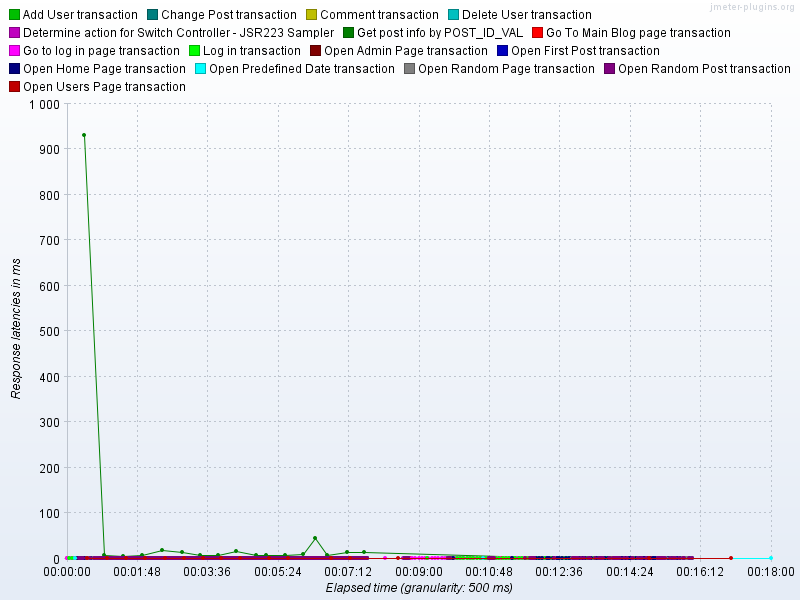 jmeter-plugins.org
Add User transaction Change Post transaction Comment transaction Delete User transaction
Determine action for Switch Controller - JSR223 Sampler Get post info by POST_ID_VAL Go To Main Blog page transaction
Go to log in page transaction Log in transaction Open Admin Page transaction Open First Post transaction
Open Home Page transaction Open Predefined Date transaction Open Random Page transaction Open Random Post transaction
Open Users Page transaction
1 000
900
800
700
600
500
400
300
200
100
0
Response latencies in ms
00:00:00 00:01:48 00:03:36 00:05:24 00:07:12 00:09:00 00:10:48 00:12:36 00:14:24 00:16:12 00:18:00
Elapsed time (granularity: 500 ms)